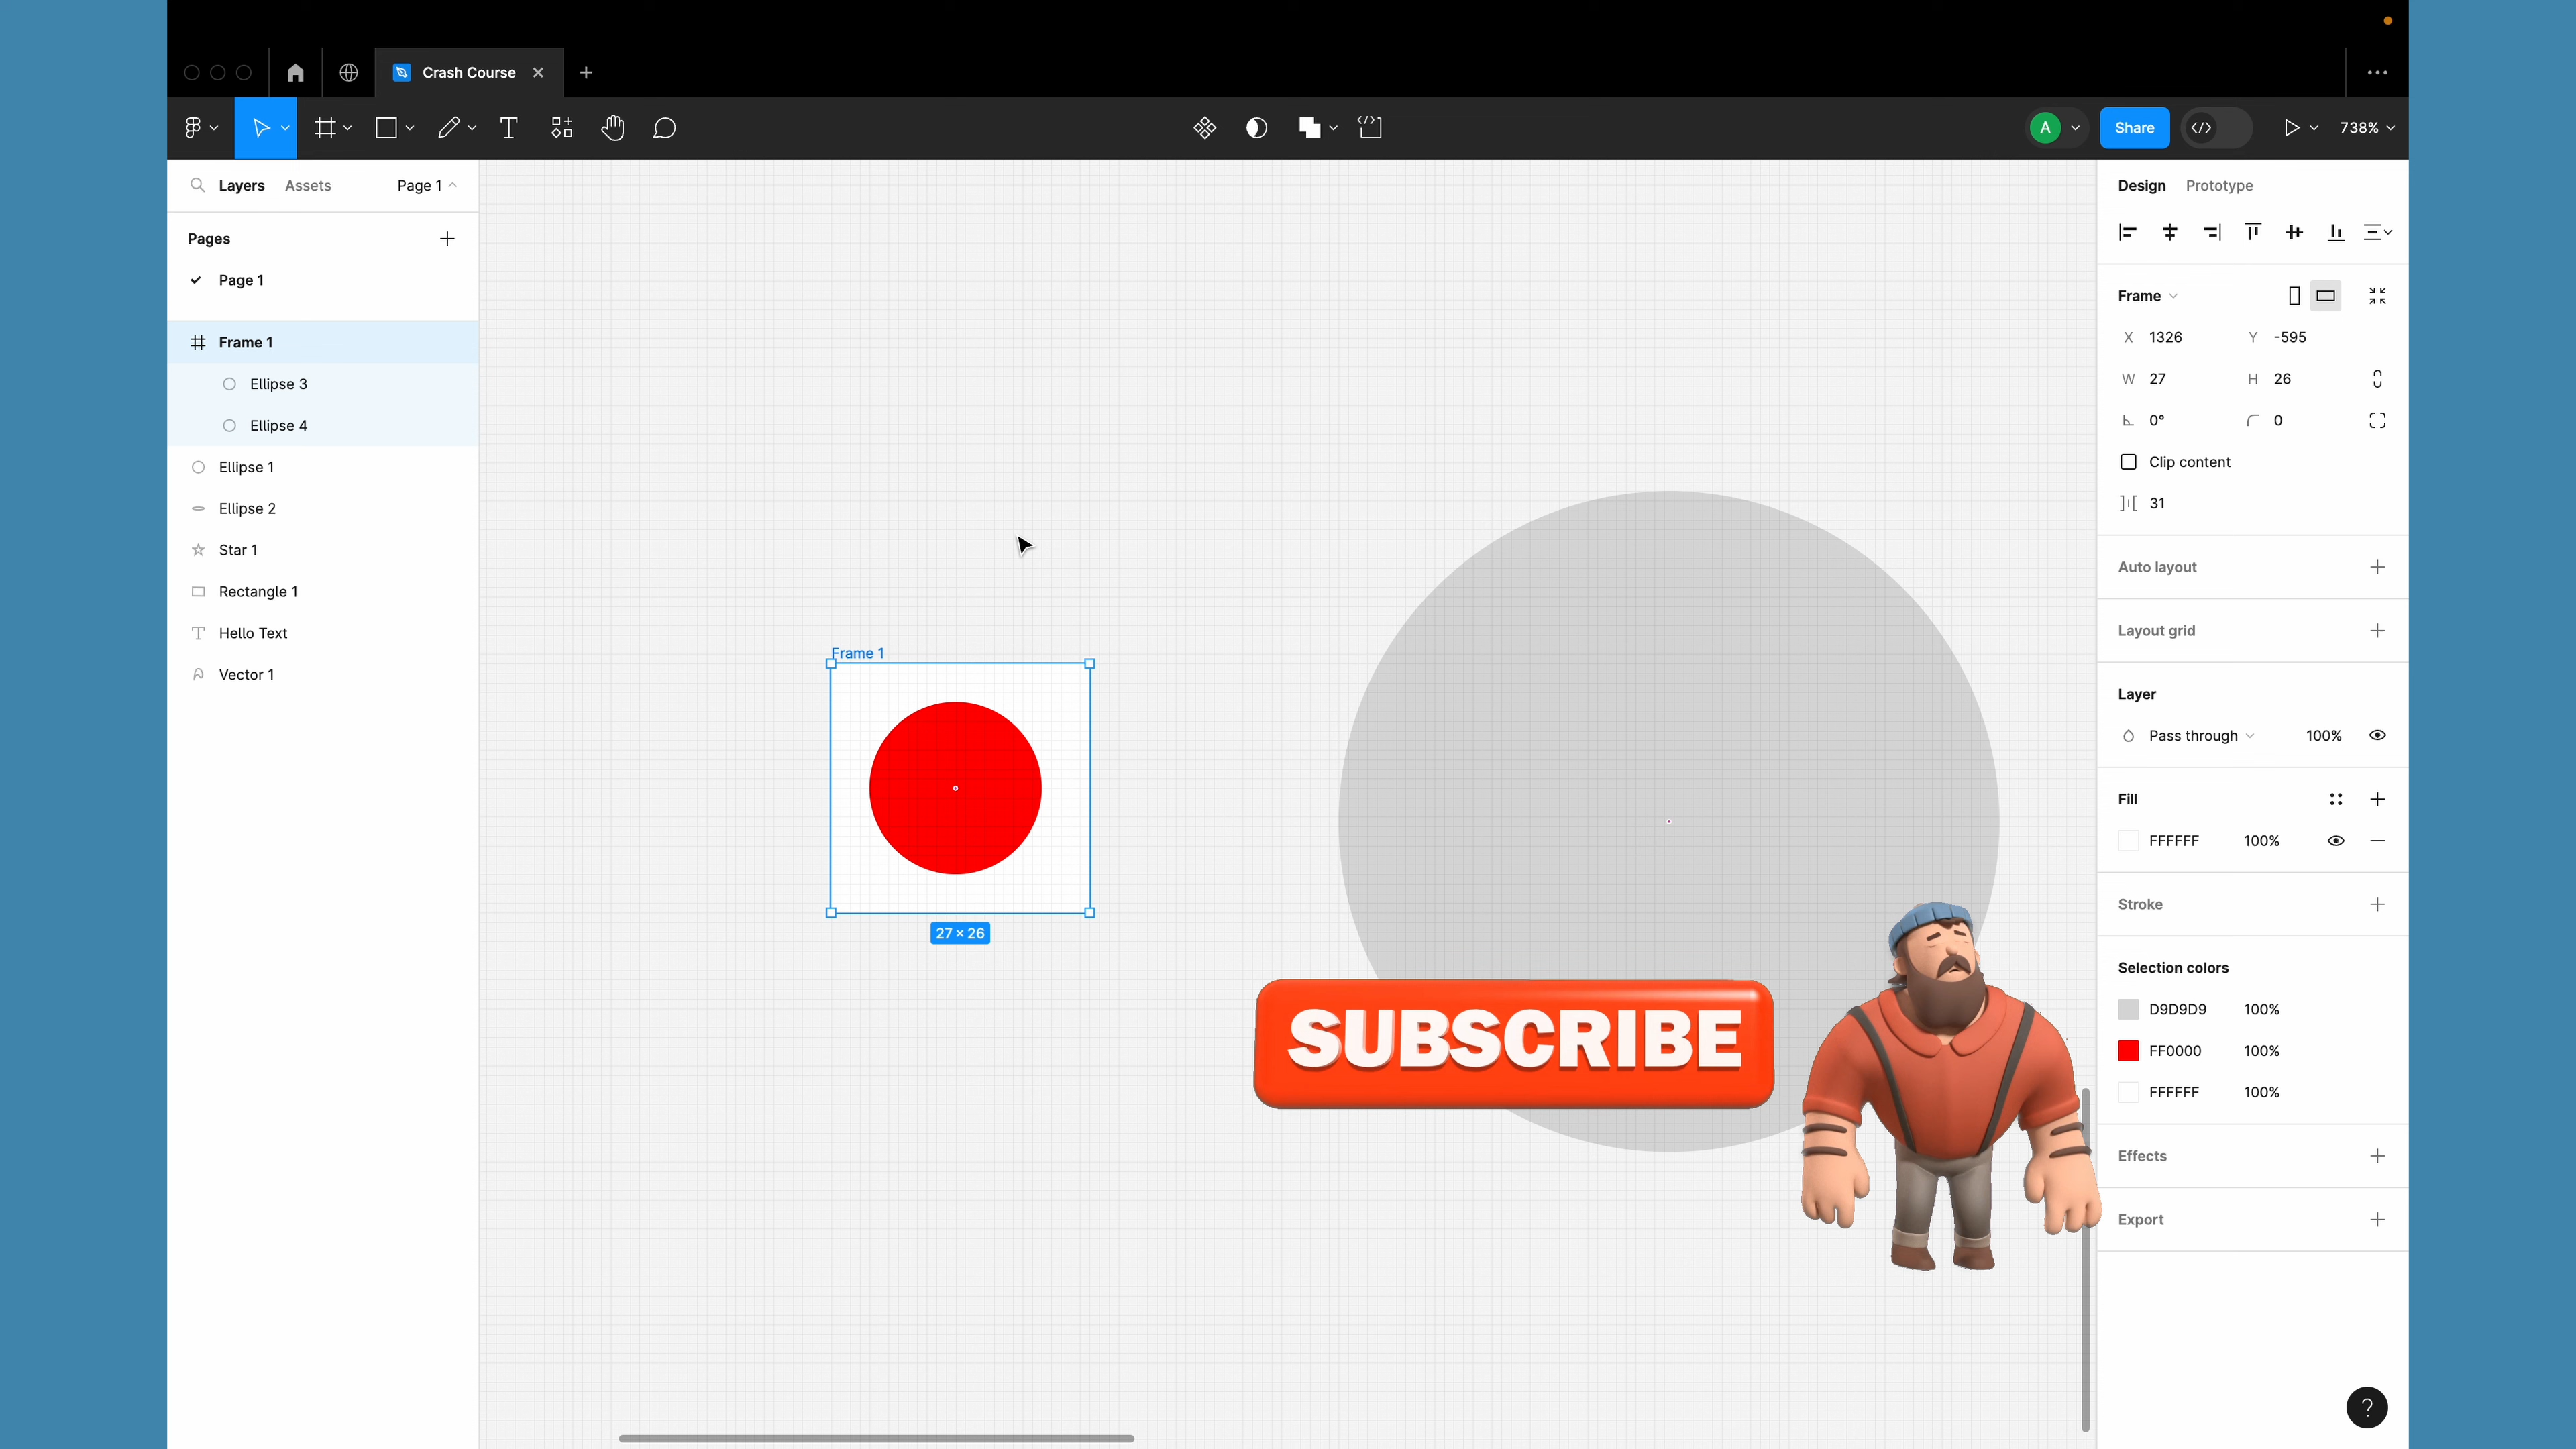 Crash Course
A
Share
738%
Layers Assets Page 1
Pages
Page 1
Frame 1
Ellipse 3
Ellipse 4
Ellipse 1
Ellipse 2
Star 1
Rectangle 1
Hello Text
Vector 1
Frame 1
27 × 26
SUBSCRIBE
Design Prototype
Frame
X 1326 Y -595
W 27 H 26
0° 0
Clip content
31
Auto layout
Layout grid
Layer
Pass through 100%
Fill
FFFFFF 100%
Stroke
Selection colors
D9D9D9 100%
FF0000 100%
FFFFFF 100%
Effects
Export
?